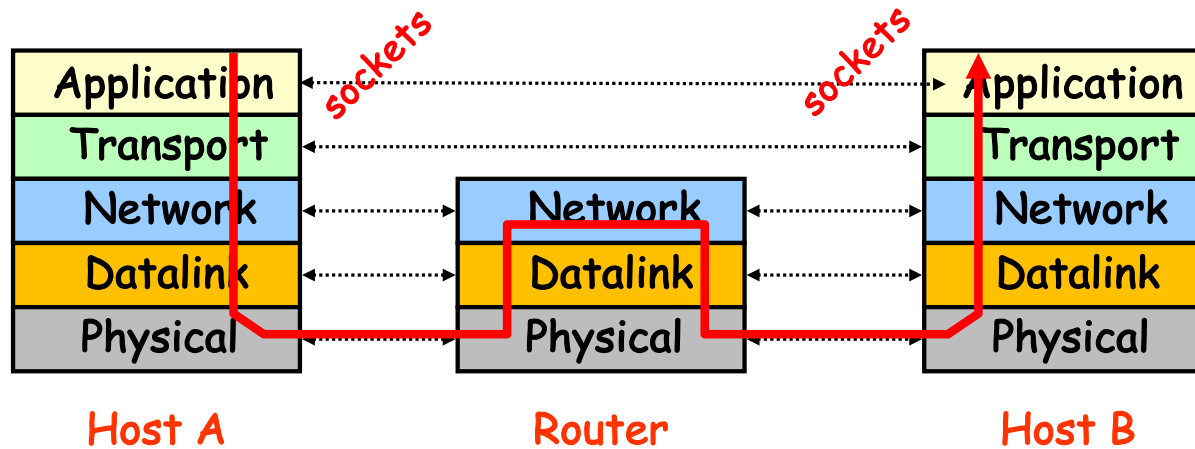 sockets
sockets
Application
Application
Transport
Transport
Network
Network
Network
Datalink
Datalink
Datalink
Physical
Physical
Physical
Host A
Router
Host B